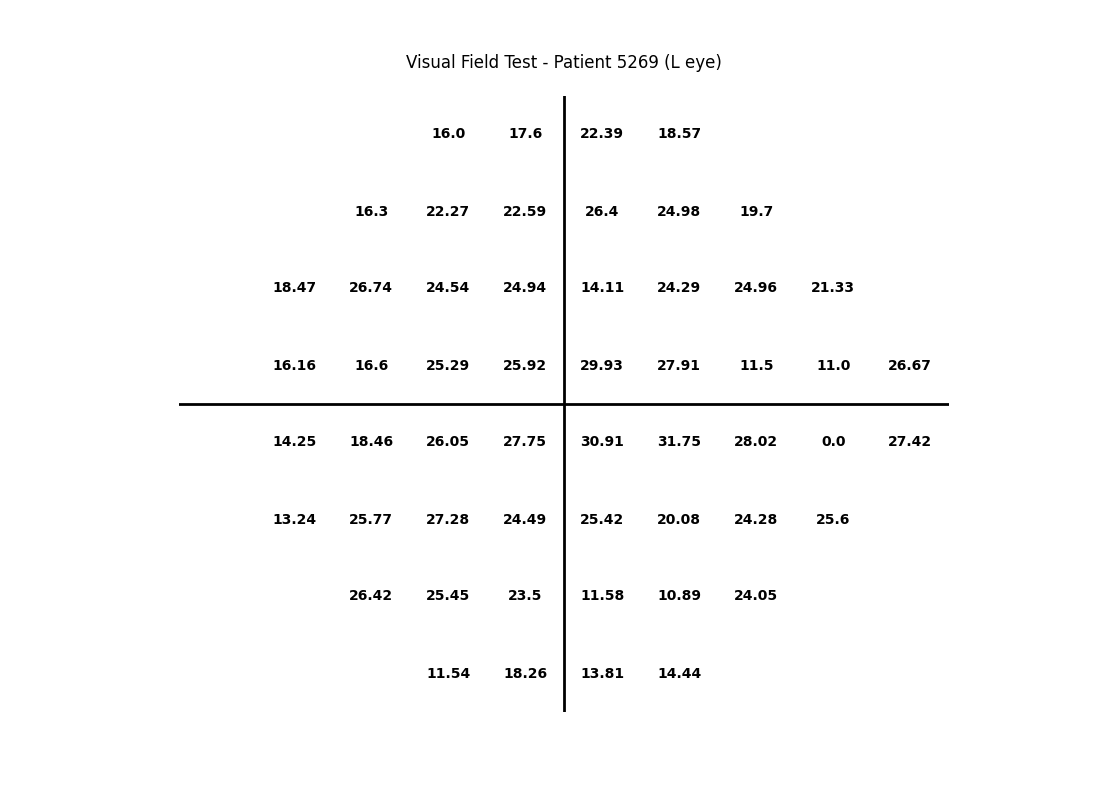 Visual Field Test - Patient 5269 (L eye)
16.0 17.6 22.39 18.57
16.3 22.27 22.59 26.4 24.98 19.7
18.47 26.74 24.54 24.94 14.11 24.29 24.96 21.33
16.16 16.6 25.29 25.92 29.93 27.91 11.5 11.0 26.67
14.25 18.46 26.05 27.75 30.91 31.75 28.02 0.0 27.42
13.24 25.77 27.28 24.49 25.42 20.08 24.28 25.6
26.42 25.45 23.5 11.58 10.89 24.05
11.54 18.26 13.81 14.44